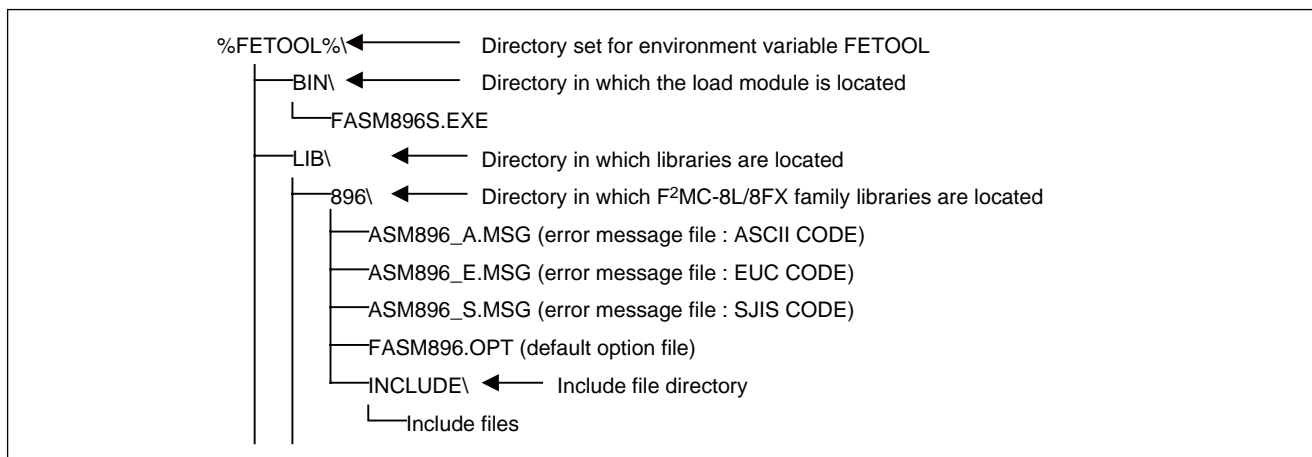 %FETOOL%\ Directory set for environment variable FETOOL
BIN\ Directory in which the load module is located
FASM896S.EXE
LIB\ Directory in which libraries are located
896\ Directory in which F²MC-8L/8FX family libraries are located
ASM896_A.MSG (error message file : ASCII CODE)
ASM896_E.MSG (error message file : EUC CODE)
ASM896_S.MSG (error message file : SJIS CODE)
FASM896.OPT (default option file)
INCLUDE\ Include file directory
Include files